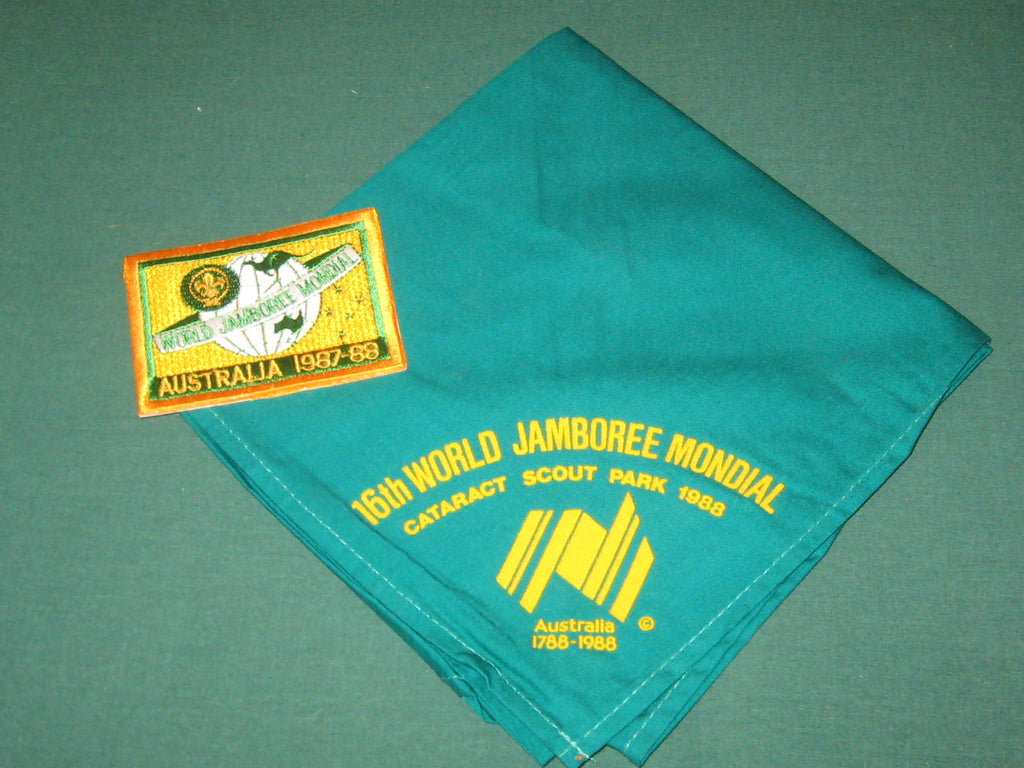 WORLD JAMBOREE MONDIAL
AUSTRALIA 1987-88
16th WORLD JAMBOREE MONDIAL
CATARACT SCOUT PARK 1988
Australia ©
1788-1988